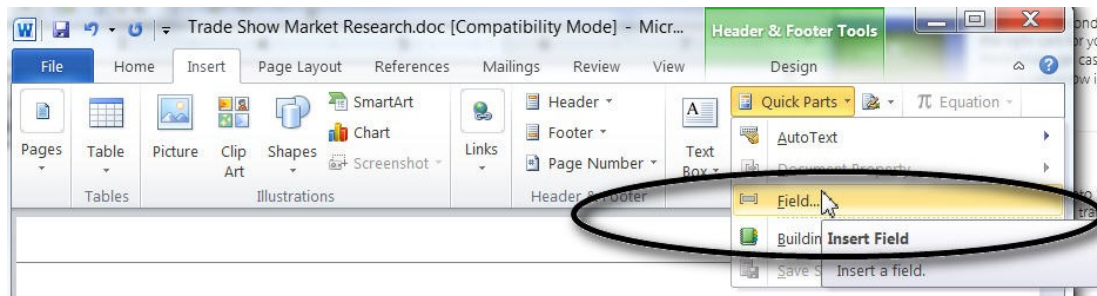 Trade Show Market Research.doc [Compatibility Mode] - Micr...
Header & Footer Tools
File Home Insert Page Layout References Mailings Review View Design
Pages
Table
Tables
Picture
Clip Art
Shapes
SmartArt
Chart
Screenshot
Illustrations
Links
Header
Footer
Page Number
Header & Footer
Text Box
Quick Parts
π Equation
AutoText
Document Property
Field...
Buildin
Save S
Insert Field
Insert a field.